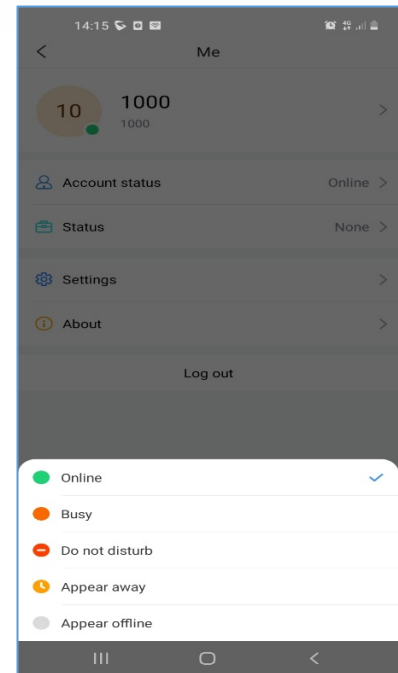 14:15
Me
10
1000
1000
Account status Online
Status None
Settings
About
Log out
Online
Busy
Do not disturb
Appear away
Appear offline